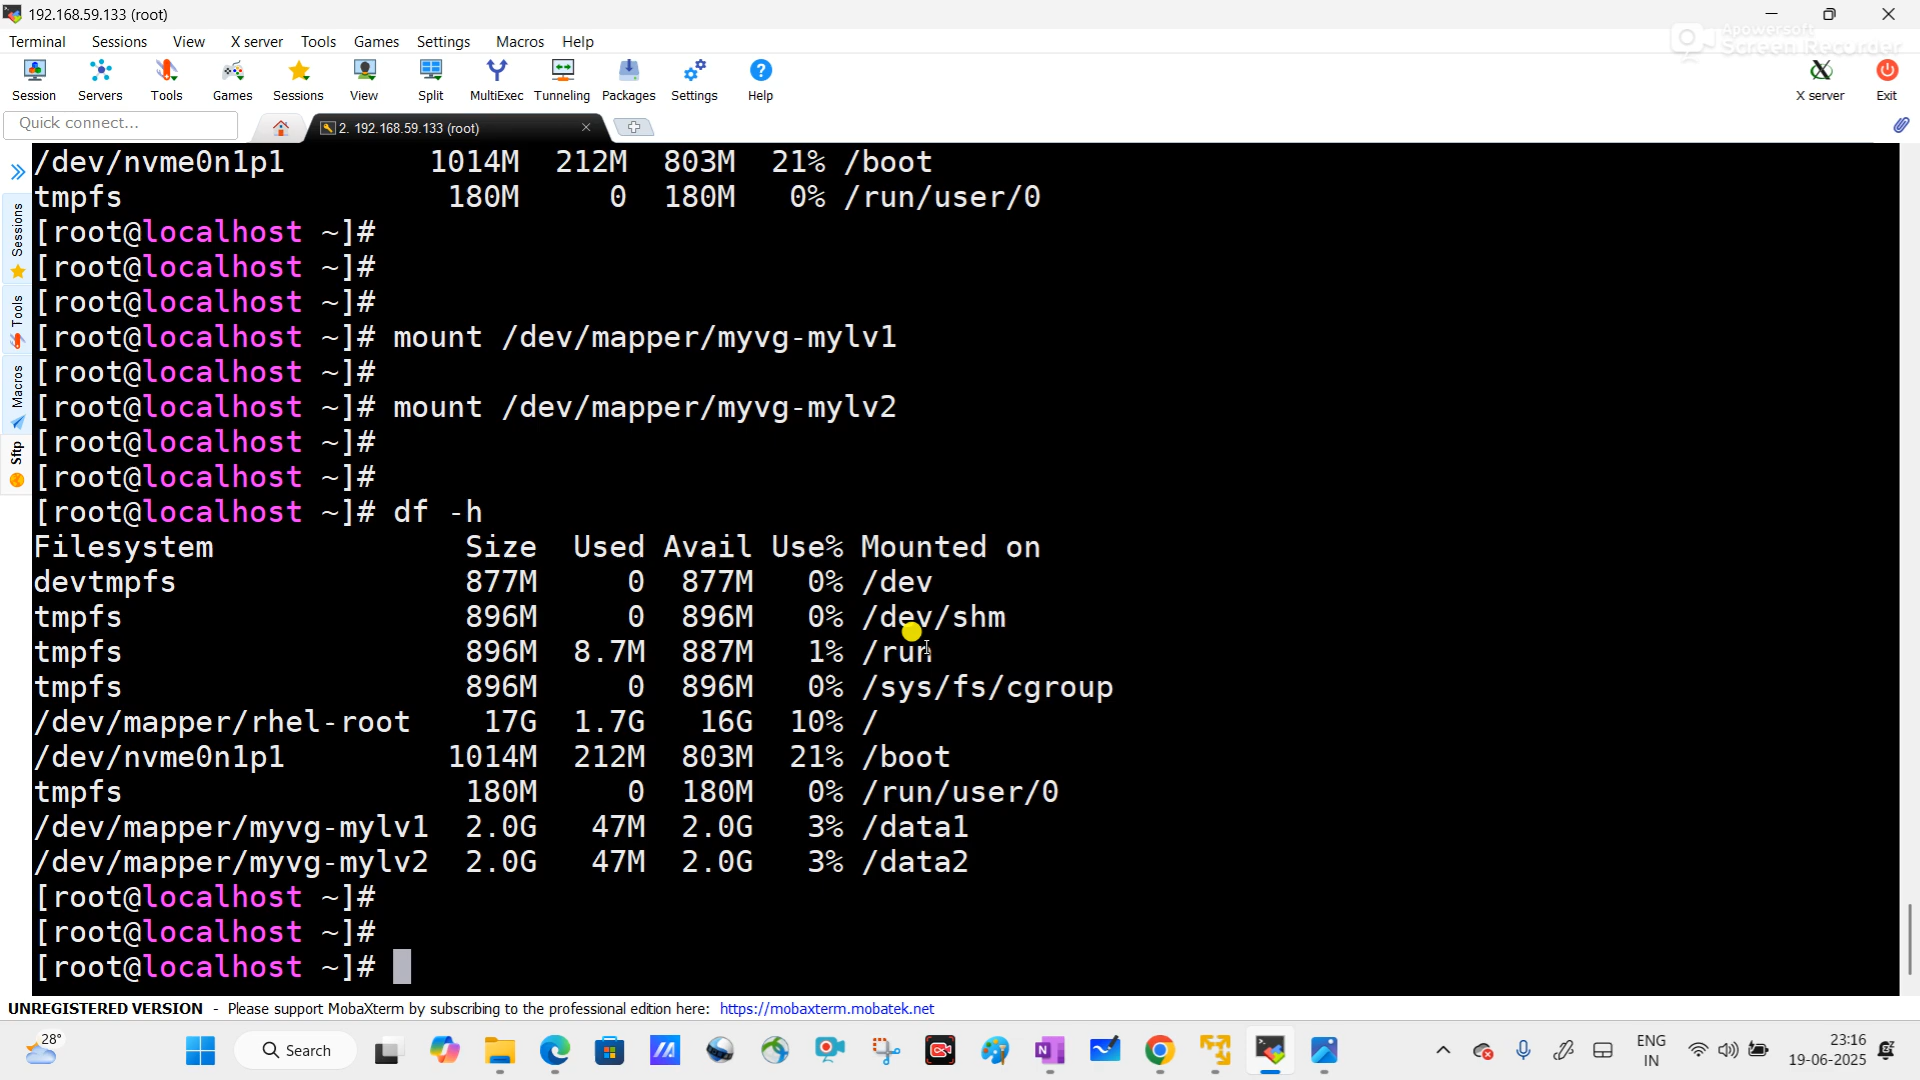 192.168.59.133 (root)
Apowersoft
Screen Recorder
Terminal Sessions View X server Tools Games Settings Macros Help
Session Servers Tools Games Sessions View Split MultiExec Tunneling Packages Settings Help X server Exit
Quick connect...
2. 192.168.59.133 (root)
Sessions
Tools
Macros
Sftp
/dev/nvme0n1p1 1014M 212M 803M 21% /boot
tmpfs 180M 0 180M 0% /run/user/0
[root@localhost ~]#
[root@localhost ~]#
[root@localhost ~]#
[root@localhost ~]# mount /dev/mapper/myvg-mylv1
[root@localhost ~]#
[root@localhost ~]# mount /dev/mapper/myvg-mylv2
[root@localhost ~]#
[root@localhost ~]#
[root@localhost ~]# df -h
Filesystem Size Used Avail Use% Mounted on
devtmpfs 877M 0 877M 0% /dev
tmpfs 896M 0 896M 0% /dev/shm
tmpfs 896M 8.7M 887M 1% /run
tmpfs 896M 0 896M 0% /sys/fs/cgroup
/dev/mapper/rhel-root 17G 1.7G 16G 10% /
/dev/nvme0n1p1 1014M 212M 803M 21% /boot
tmpfs 180M 0 180M 0% /run/user/0
/dev/mapper/myvg-mylv1 2.0G 47M 2.0G 3% /data1
/dev/mapper/myvg-mylv2 2.0G 47M 2.0G 3% /data2
[root@localhost ~]#
[root@localhost ~]#
[root@localhost ~]#
UNREGISTERED VERSION - Please support MobaXterm by subscribing to the professional edition here: https://mobaxterm.mobatek.net
28°
Search
ENG
IN
23:16
19-06-2025